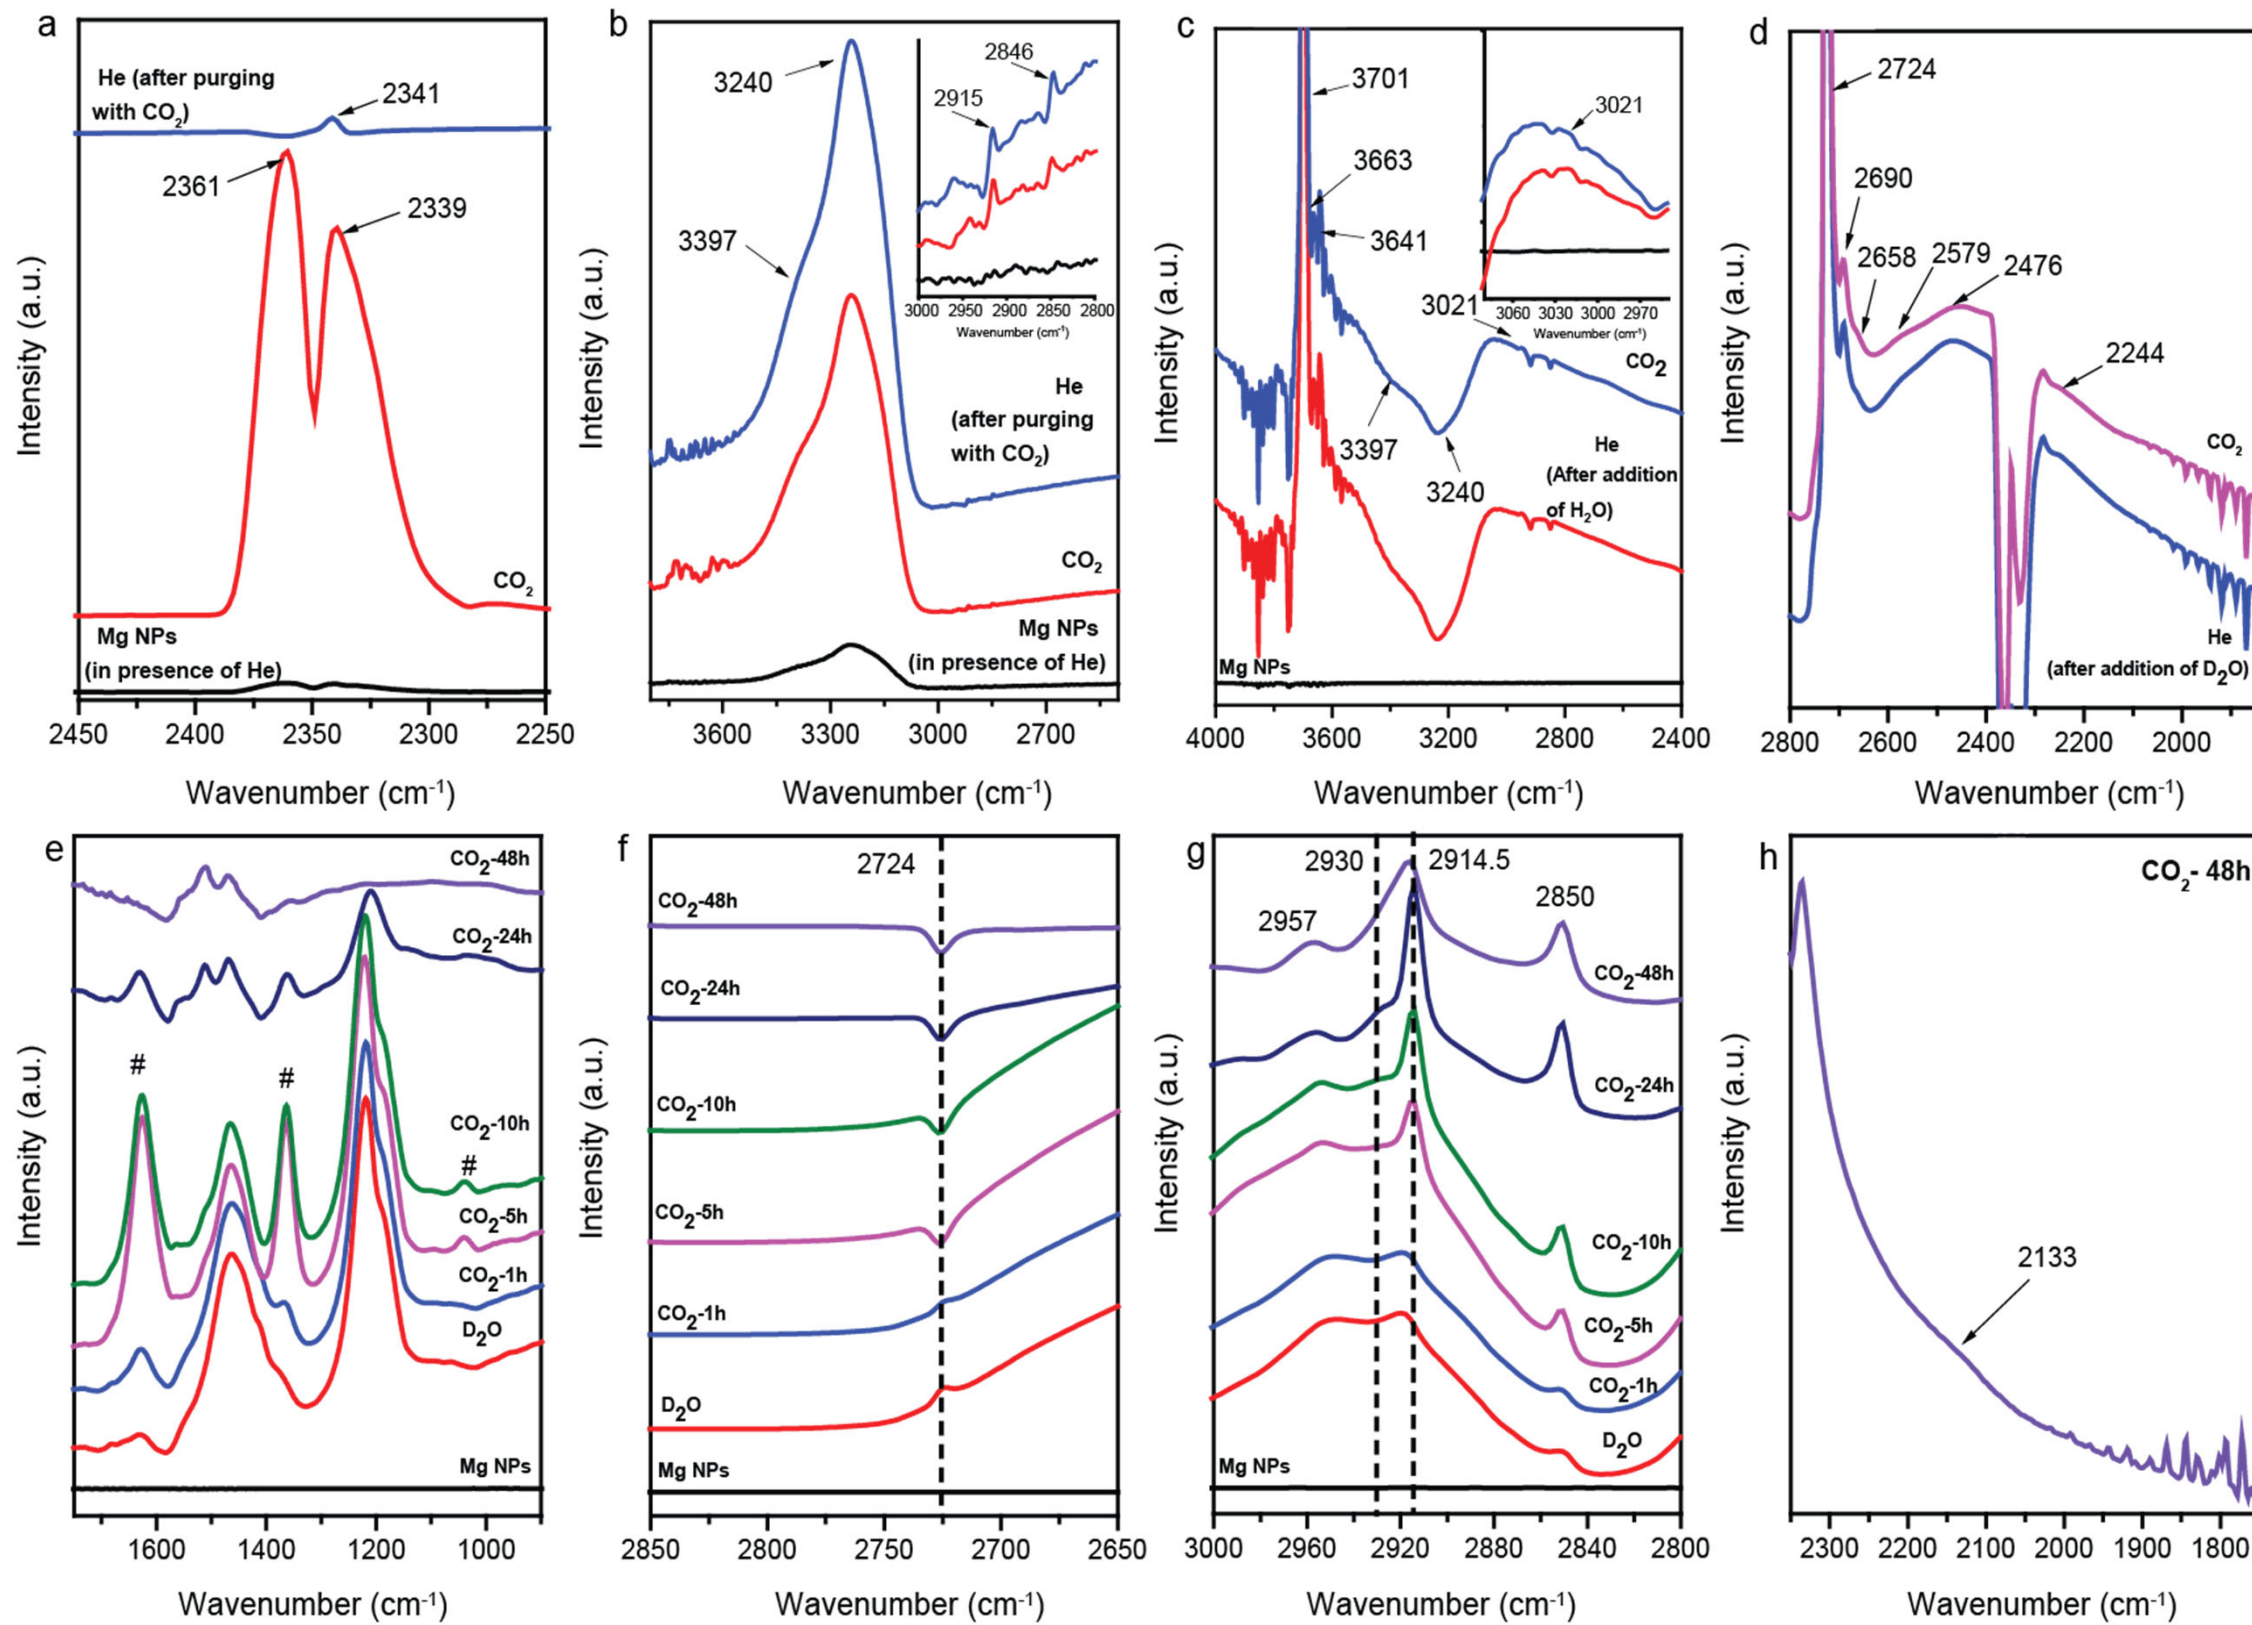 a
He (after purging
with CO₂)
2341
2361
2339
CO₂
Mg NPs
(in presence of He)
2450 2400 2350 2300 2250
Wavenumber (cm⁻¹)
Intensity (a.u.)
b
3240
3397
2915
2846
3000 2950 2900 2850 2800
Wavenumber (cm⁻¹)
He
(after purging
with CO₂)
CO₂
Mg NPs
(in presence of He)
3600 3300 3000 2700
Wavenumber (cm⁻¹)
Intensity (a.u.)
c
3701
3663
3641
3021
3021
3060 3030 3000 2970
Wavenumber (cm⁻¹)
CO₂
3397
3240
He
(After addition
of H₂O)
Mg NPs
4000 3600 3200 2800 2400
Wavenumber (cm⁻¹)
Intensity (a.u.)
d
2724
2690
2658
2579
2476
2244
CO₂
He
(after addition of D₂O)
2800 2600 2400 2200 2000
Wavenumber (cm⁻¹)
Intensity (a.u.)
e
CO₂-48h
CO₂-24h
#
#
CO₂-10h
#
CO₂-5h
CO₂-1h
D₂O
Mg NPs
1600 1400 1200 1000
Wavenumber (cm⁻¹)
Intensity (a.u.)
f
2724
CO₂-48h
CO₂-24h
CO₂-10h
CO₂-5h
CO₂-1h
D₂O
Mg NPs
2850 2800 2750 2700 2650
Wavenumber (cm⁻¹)
Intensity (a.u.)
g
2930
2914.5
2957
2850
CO₂-48h
CO₂-24h
CO₂-10h
CO₂-5h
CO₂-1h
D₂O
Mg NPs
3000 2960 2920 2880 2840 2800
Wavenumber (cm⁻¹)
Intensity (a.u.)
h
CO₂- 48h
2133
2300 2200 2100 2000 1900 1800
Wavenumber (cm⁻¹)
Intensity (a.u.)